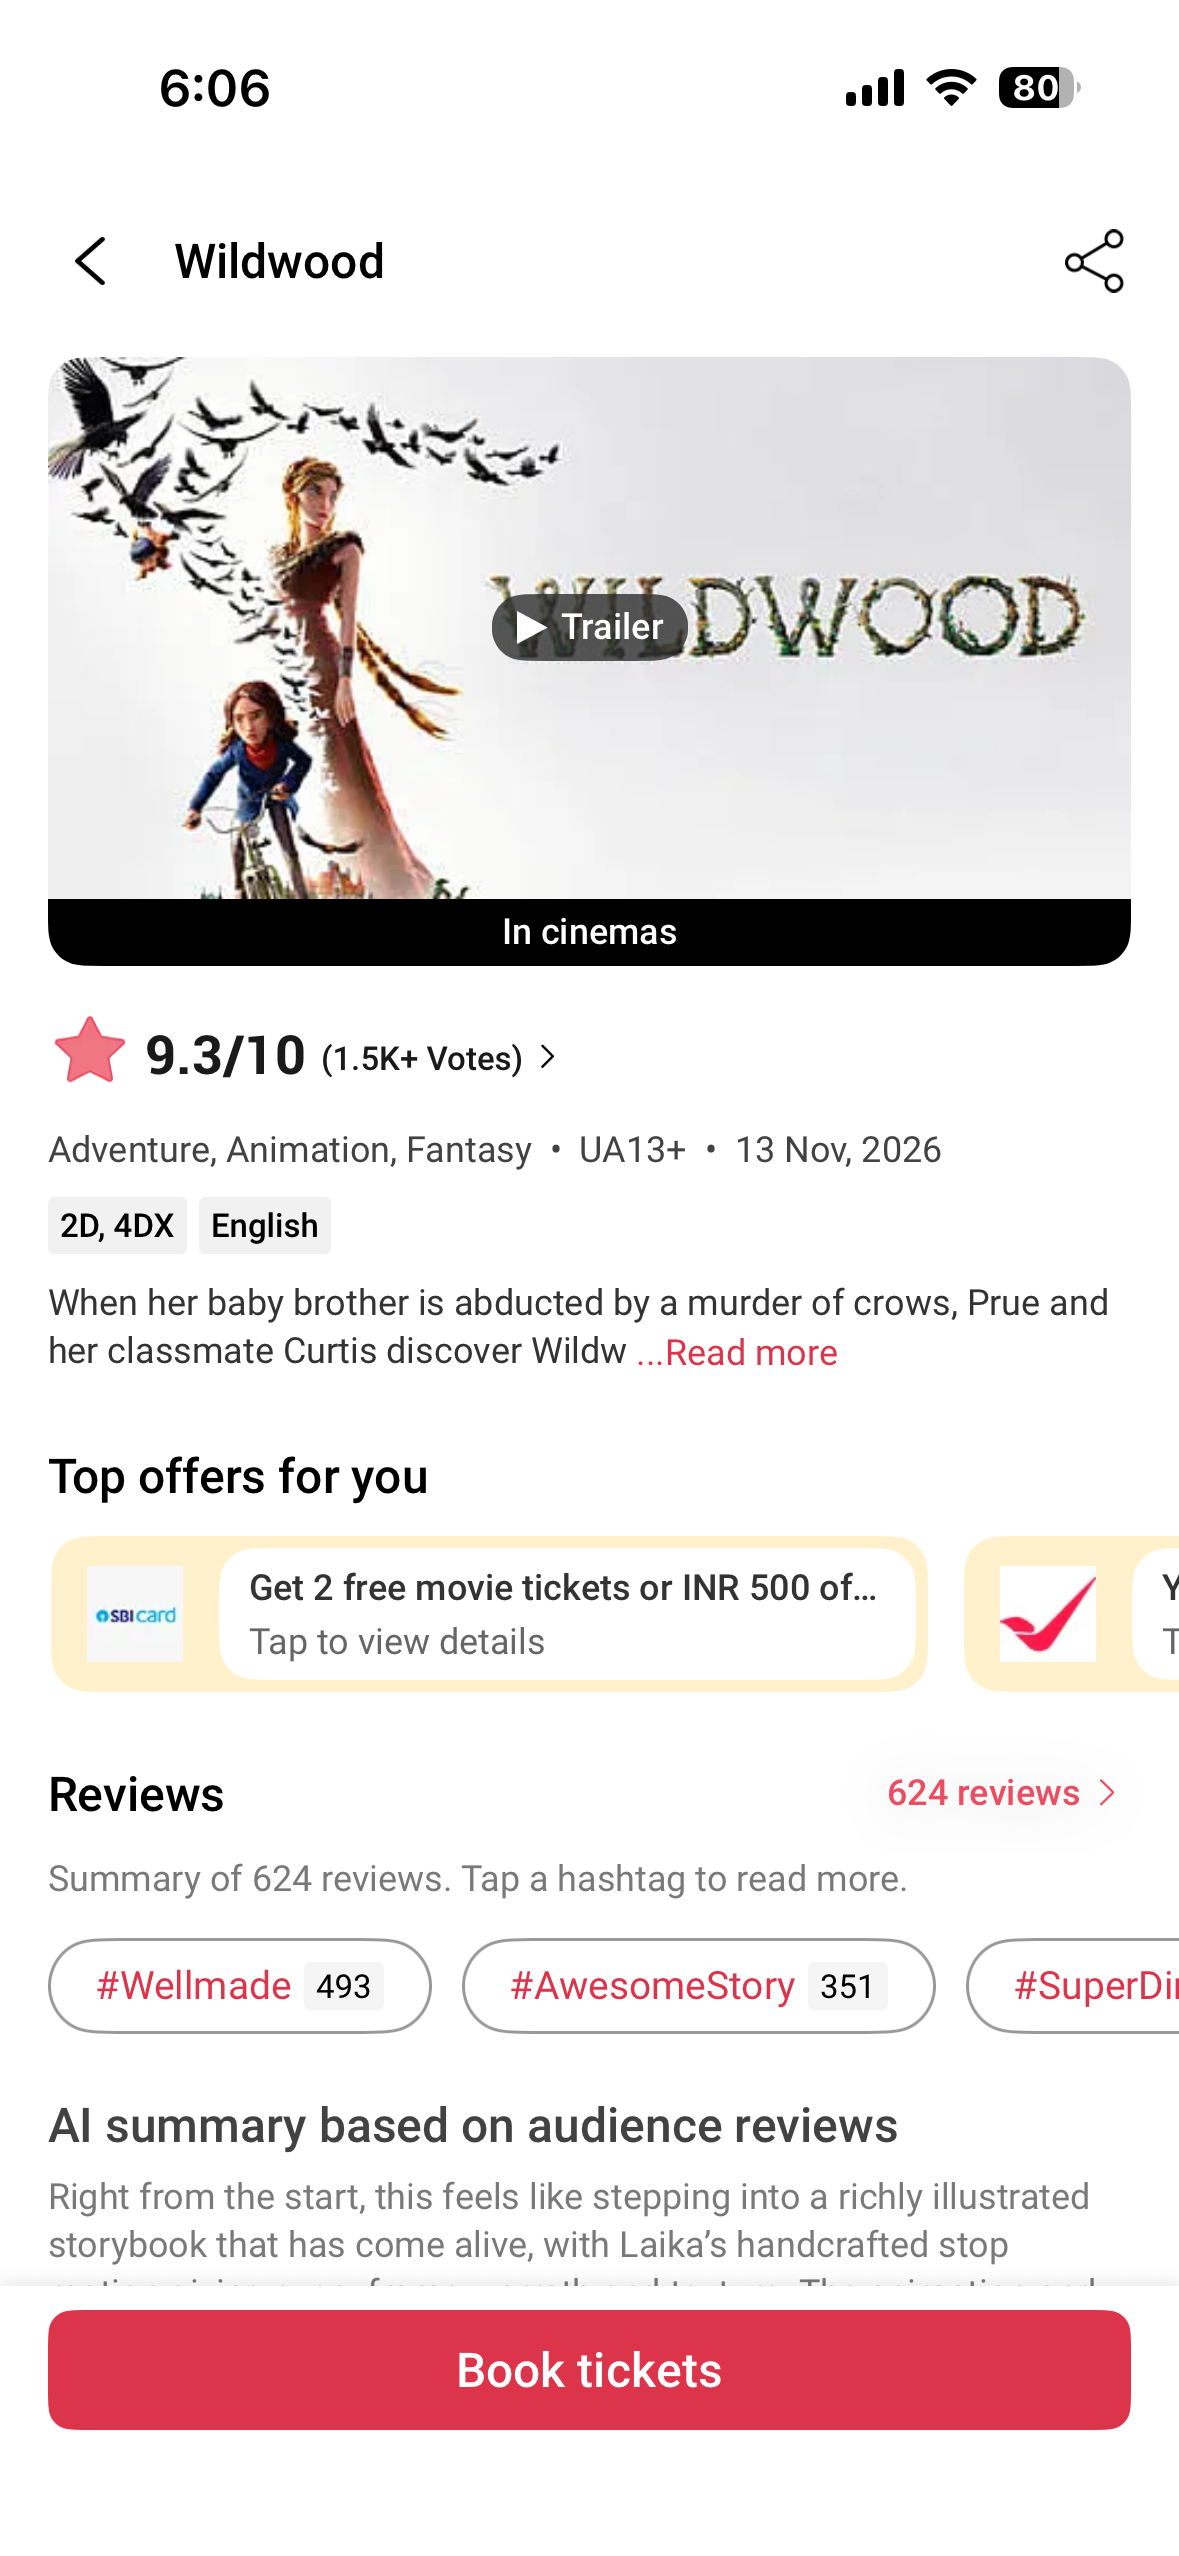 6:06
80
Wildwood
WILDWOOD
Trailer
In cinemas
9.3/10 (1.5K+ Votes)
Adventure, Animation, Fantasy • UA13+ • 13 Nov, 2026
2D, 4DX English
When her baby brother is abducted by a murder of crows, Prue and
her classmate Curtis discover Wildw ...Read more
Top offers for you
SBI card
Get 2 free movie tickets or INR 500 of...
Tap to view details
Y
T
Reviews
624 reviews
Summary of 624 reviews. Tap a hashtag to read more.
#Wellmade 493
#AwesomeStory 351
#SuperDi
AI summary based on audience reviews
Right from the start, this feels like stepping into a richly illustrated
storybook that has come alive, with Laika’s handcrafted stop
Book tickets